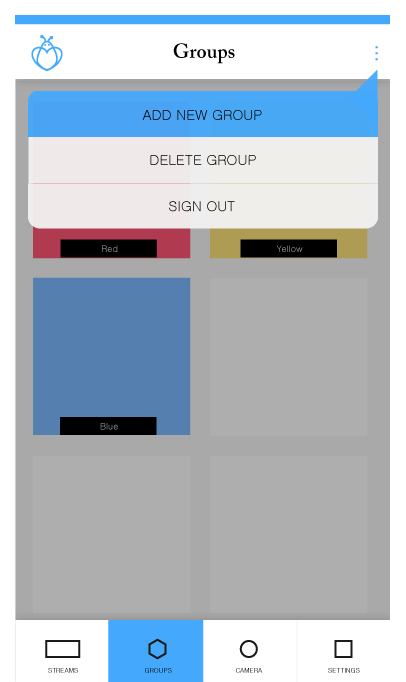 Groups
ADD NEW GROUP
DELETE GROUP
SIGN OUT
Red
Yellow
Blue
STREAMS
GROUPS
CAMERA
SETTINGS